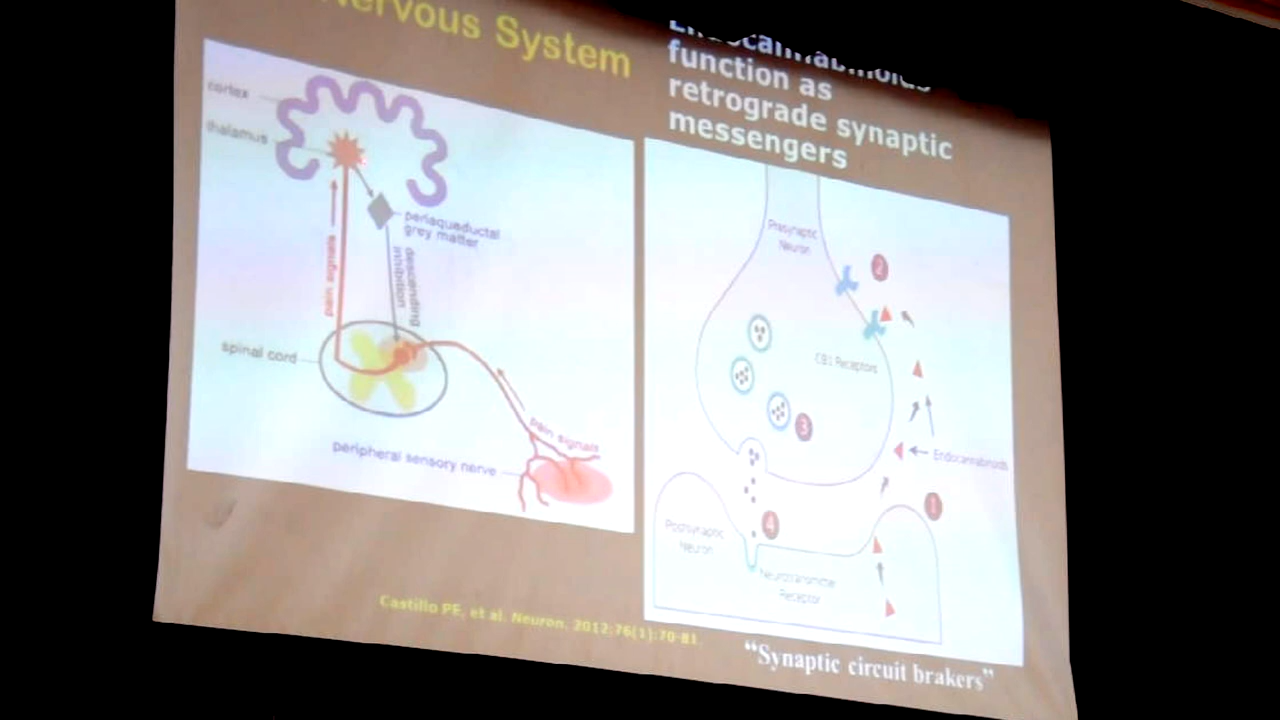 Nervous System
Endocannabinoids
function as
retrograde synaptic
messengers
cortex
thalamus
periaqueductal
grey matter
pain signals
descending
inhibition
spinal cord
pain signals
peripheral sensory nerve
Presynaptic
Neuron
2
CB1 Receptors
3
Endocannabinoids
1
4
Postsynaptic
Neuron
Receptor
Castillo PE, et al. Neuron. 2012;76(1):70-81.
“Synaptic circuit brakers”